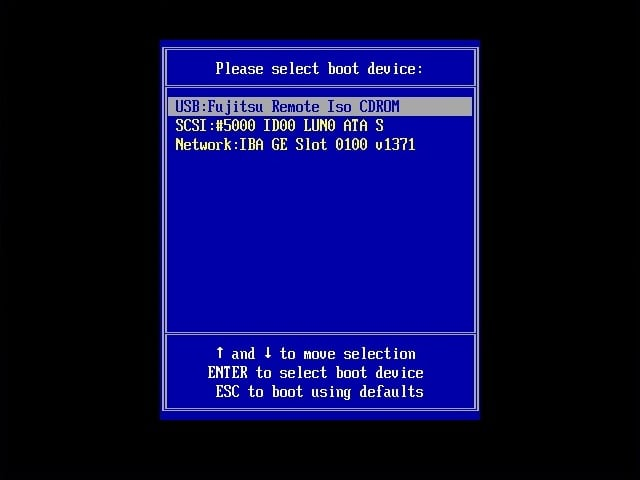 Please select boot device:
USB:Fujitsu Remote Iso CDROM
SCSI:#5000 ID00 LUN0 ATA S
Network:IBA GE Slot 0100 v1371
↑ and ↓ to move selection
ENTER to select boot device
ESC to boot using defaults